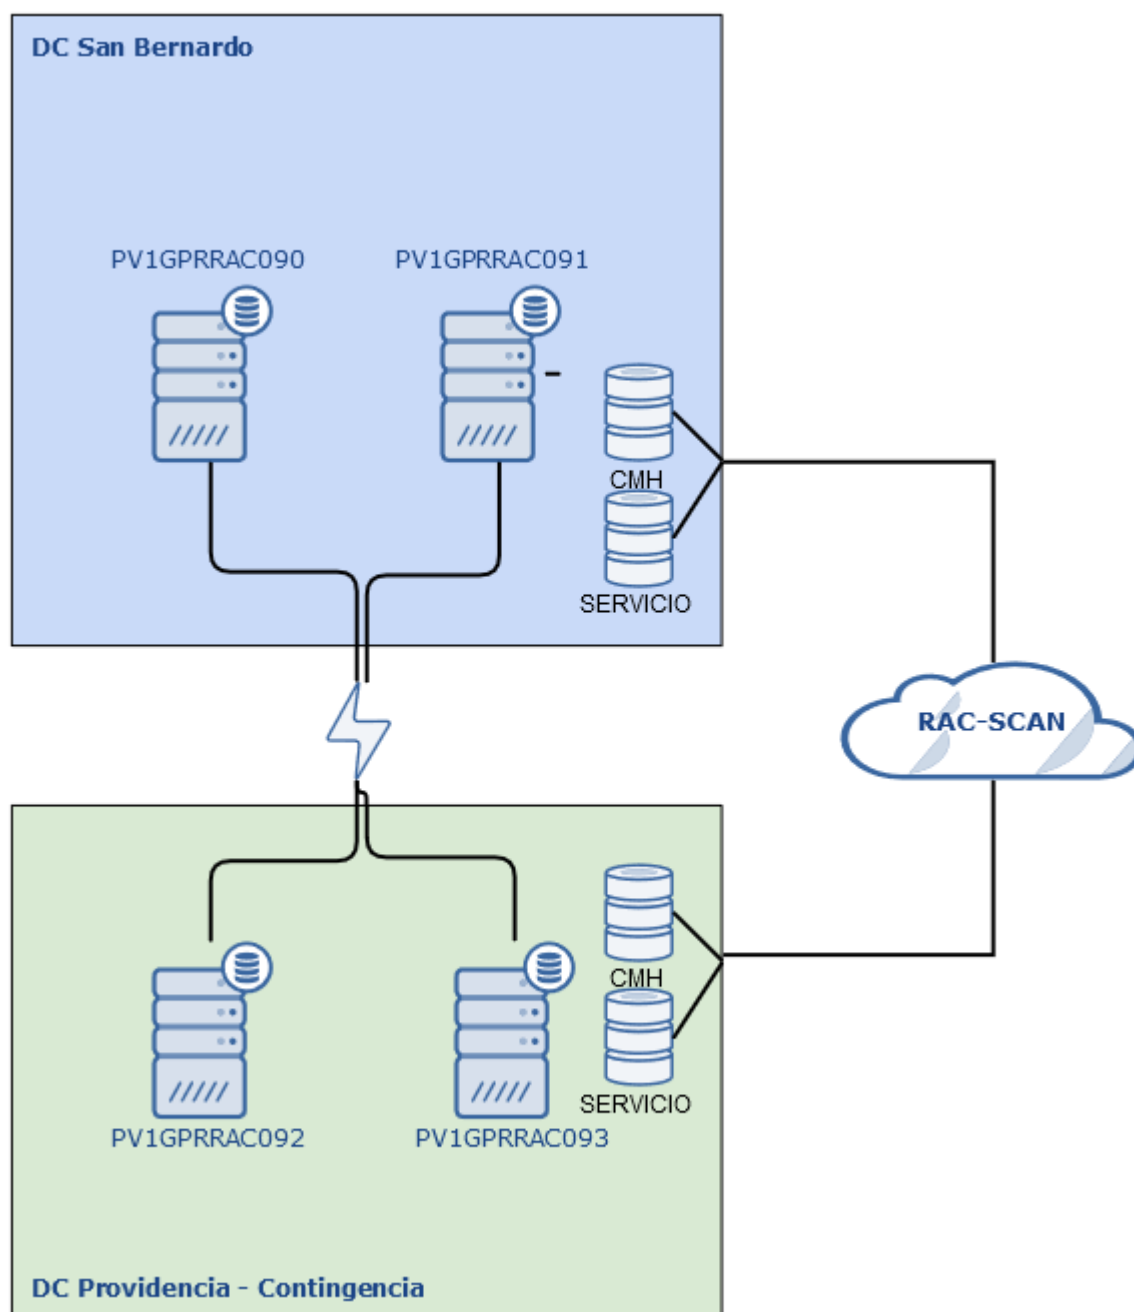 DC San Bernardo
PV1GPRRAC090
PV1GPRRAC091
CMH
SERVICIO
RAC-SCAN
CMH
SERVICIO
PV1GPRRAC092
PV1GPRRAC093
DC Providencia - Contingencia